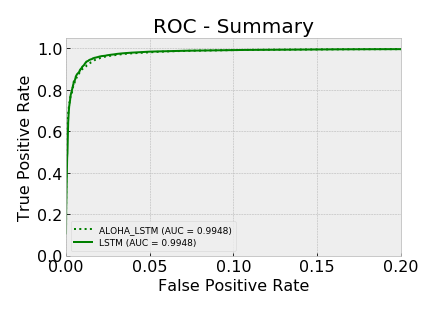 ROC - Summary
True Positive Rate
1.0
0.8
0.6
0.4
0.2
0.0
ALOHA_LSTM (AUC = 0.9948)
LSTM (AUC = 0.9948)
0.00 0.05 0.10 0.15 0.20
False Positive Rate